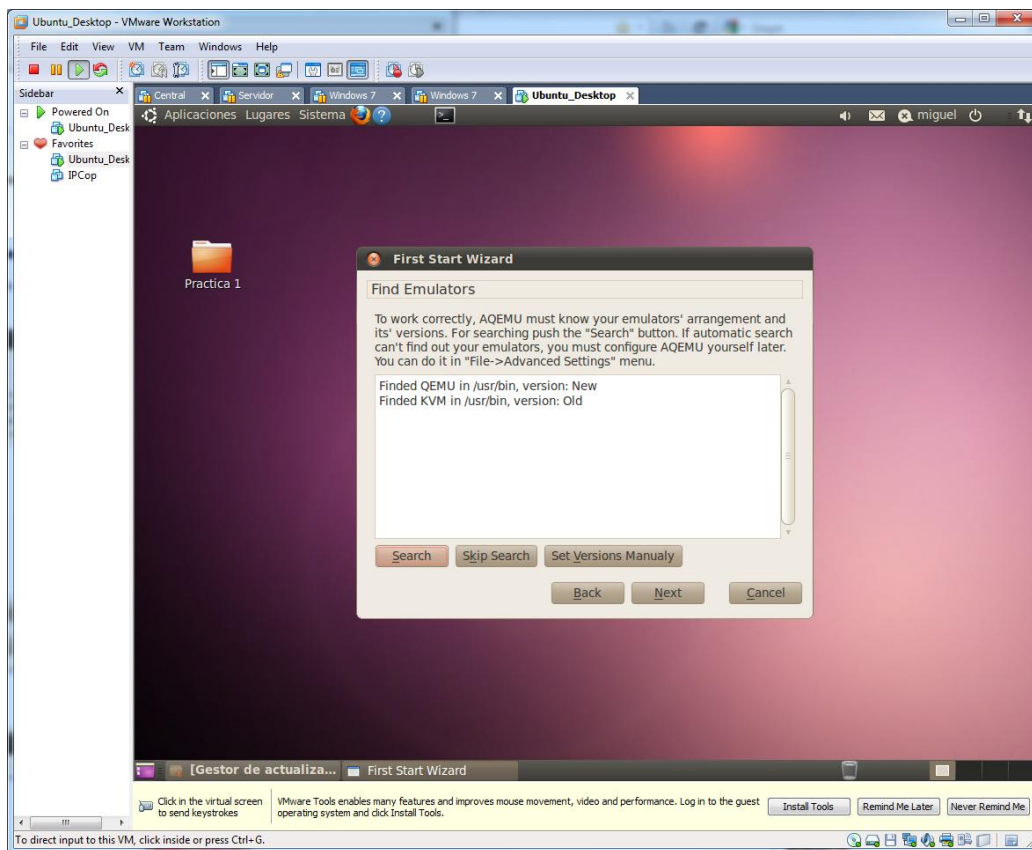 Ubuntu_Desktop - VMware Workstation
File Edit View VM Team Windows Help
Sidebar
Powered On
Ubuntu_Desk
Favorites
Ubuntu_Desk
IPCop
Central
Servidor
Windows 7
Windows 7
Ubuntu_Desktop
Aplicaciones Lugares Sistema
miguel
Practica 1
First Start Wizard
Find Emulators
To work correctly, AQEMU must know your emulators' arrangement and
its' versions. For searching push the "Search" button. If automatic search
can't find out your emulators, you must configure AQEMU yourself later.
You can do it in "File->Advanced Settings" menu.
Finded QEMU in /usr/bin, version: New
Finded KVM in /usr/bin, version: Old
Search Skip Search Set Versions Manualy
Back Next Cancel
[Gestor de actualiza... First Start Wizard
Click in the virtual screen
to send keystrokes
VMware Tools enables many features and improves mouse movement, video and performance. Log in to the guest
operating system and click Install Tools.
Install Tools Remind Me Later Never Remind Me
To direct input to this VM, click inside or press Ctrl+G.